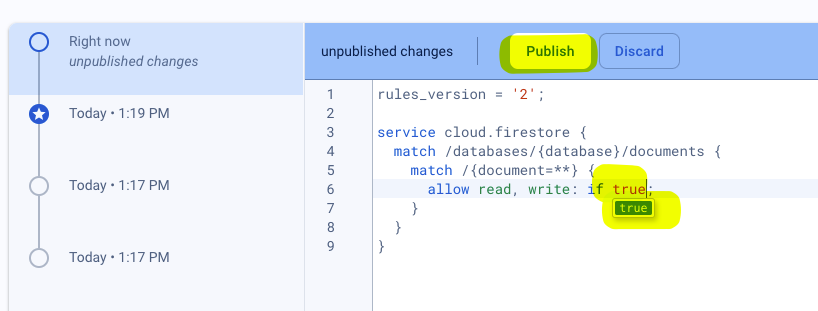 Right now
unpublished changes
Today • 1:19 PM
Today • 1:17 PM
Today • 1:17 PM
unpublished changes
Publish
Discard
1 rules_version = '2';
2
3 service cloud.firestore {
4   match /databases/{database}/documents {
5     match /{document=**} {
6       allow read, write: if true;
true
7     }
8   }
9 }